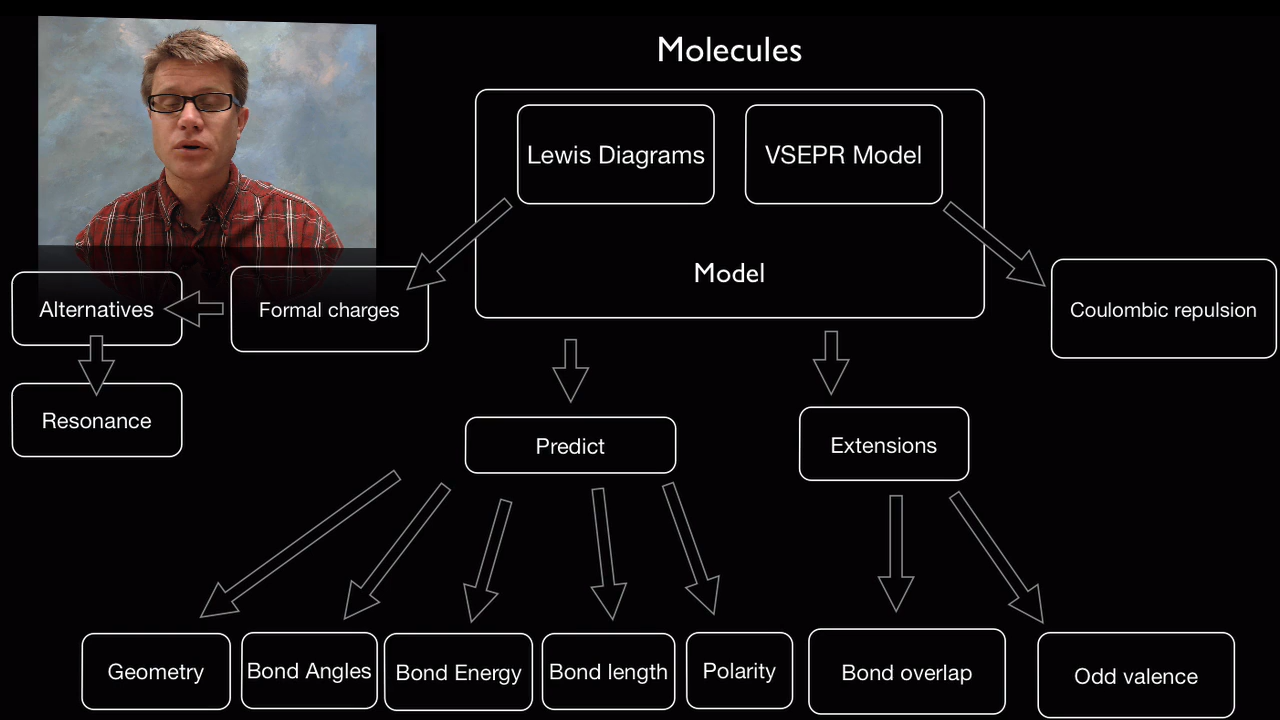 Molecules
Lewis Diagrams
VSEPR Model
Model
Alternatives
Formal charges
Coulombic repulsion
Resonance
Predict
Extensions
Geometry
Bond Angles
Bond Energy
Bond length
Polarity
Bond overlap
Odd valence